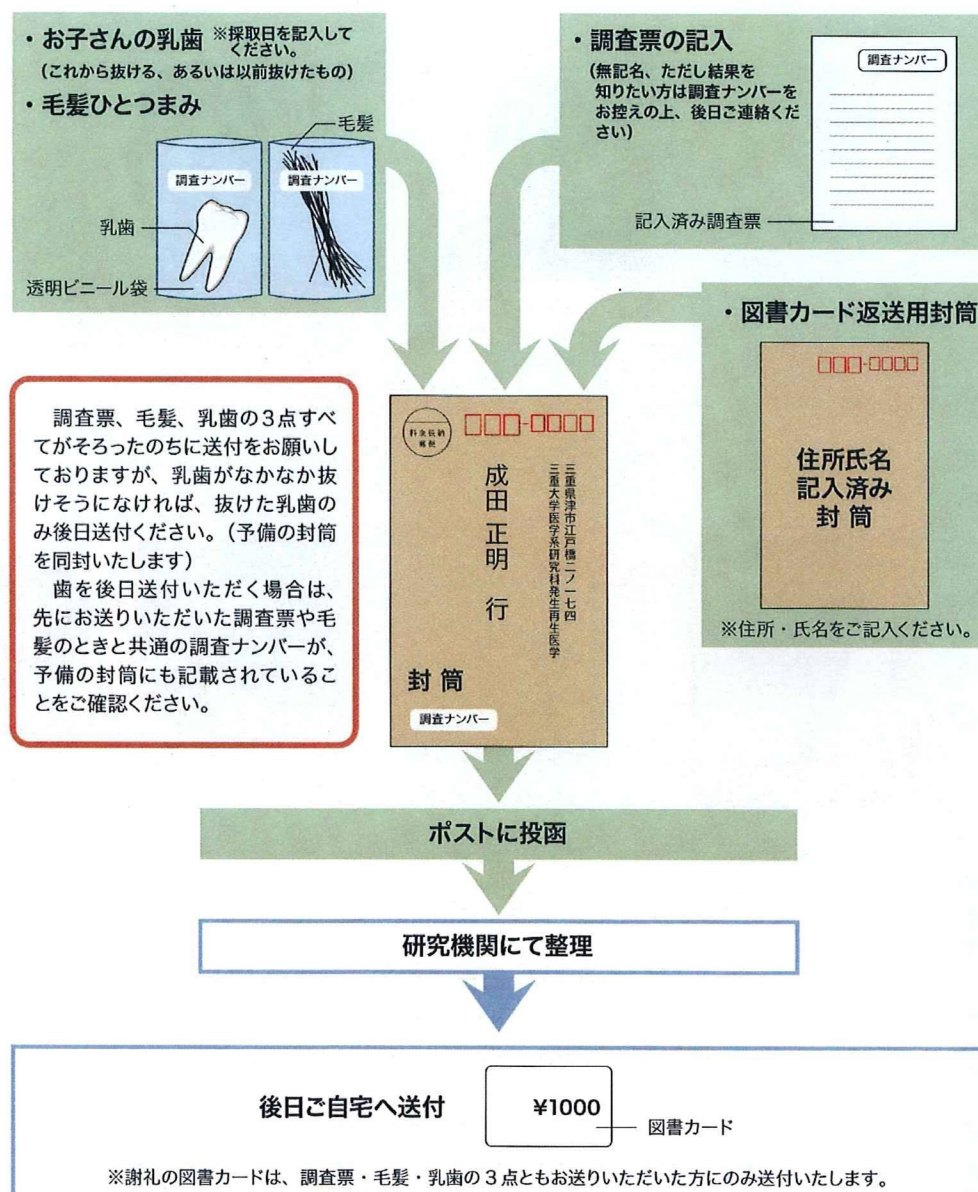 ・お子さんの乳歯 ※採取日を記入して
ください。
(これから抜ける、あるいは以前抜けたもの)
・毛髪ひとつまみ
毛髪
調査ナンバー
調査ナンバー
乳歯
透明ビニール袋
・調査票の記入
(無記名、ただし結果を
知りたい方は調査ナンバーを
お控えの上、後日ご連絡くだ
さい)
調査ナンバー
記入済み調査票
・図書カード返送用封筒
住所氏名
記入済み
封筒
※住所・氏名をご記入ください。
調査票、毛髪、乳歯の3点すべ
てがそろったのちに送付をお願いし
ておりますが、乳歯がなかなか抜
けそうになければ、抜けた乳歯の
み後日送付ください。(予備の封筒
を同封いたします)
歯を後日送付いただく場合は、
先にお送りいただいた調査票や毛
髪のときと共通の調査ナンバーが、
予備の封筒にも記載されているこ
とをご確認ください。
料金後納
郵便
三重県津市江戸橋二ノ一七四
三重大学医学系研究科発生再生医学
成田 正明 行
封筒
調査ナンバー
ポストに投函
研究機関にて整理
後日ご自宅へ送付
¥1000
図書カード
※謝礼の図書カードは、調査票・毛髪・乳歯の3点ともお送りいただいた方にのみ送付いたします。